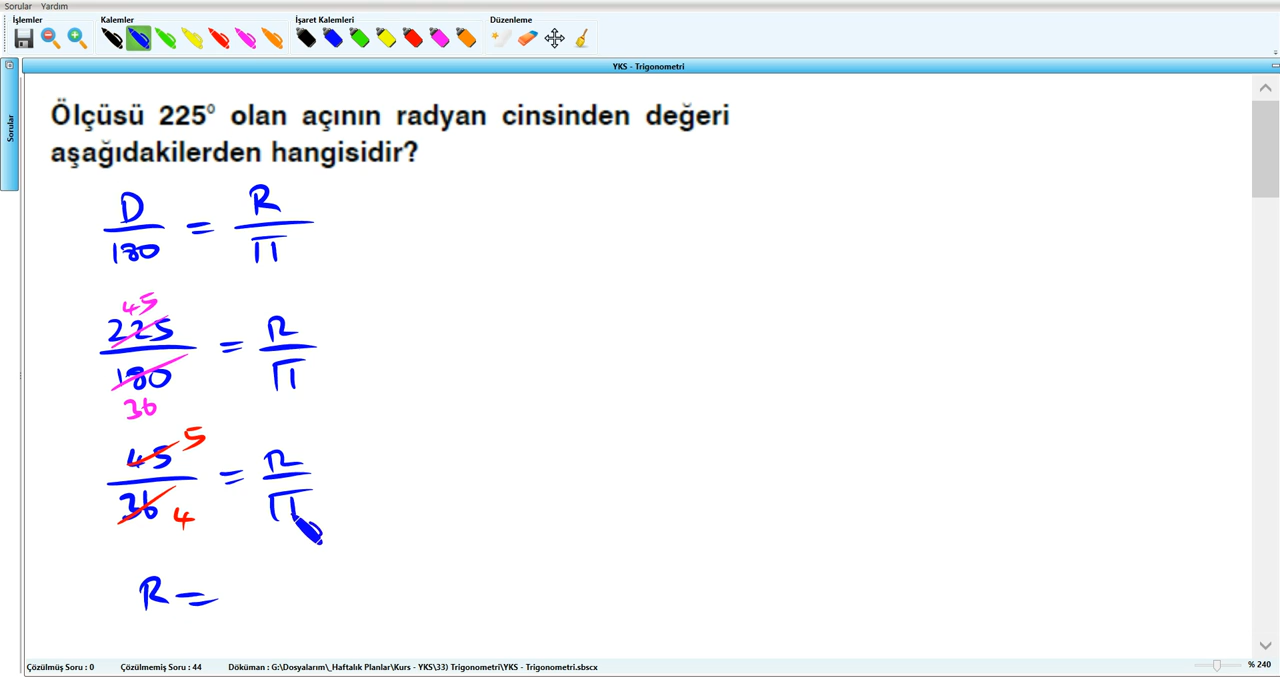 Sorular Yardım
İşlemler Kalemler İşaret Kalemleri Düzenleme
YKS - Trigonometri
Sorular
Ölçüsü 225° olan açının radyan cinsinden değeri
aşağıdakilerden hangisidir?
D/180 = R/π
45
225/180 = R/π
36
45/36 = R/π
5
4
R =
Çözülmüş Soru : 0 Çözülmemiş Soru : 44 Döküman : G:\Dosyalarım\_Haftalık Planlar\Kurs - YKS\33) Trigonometri\YKS - Trigonometri.sbscx % 240